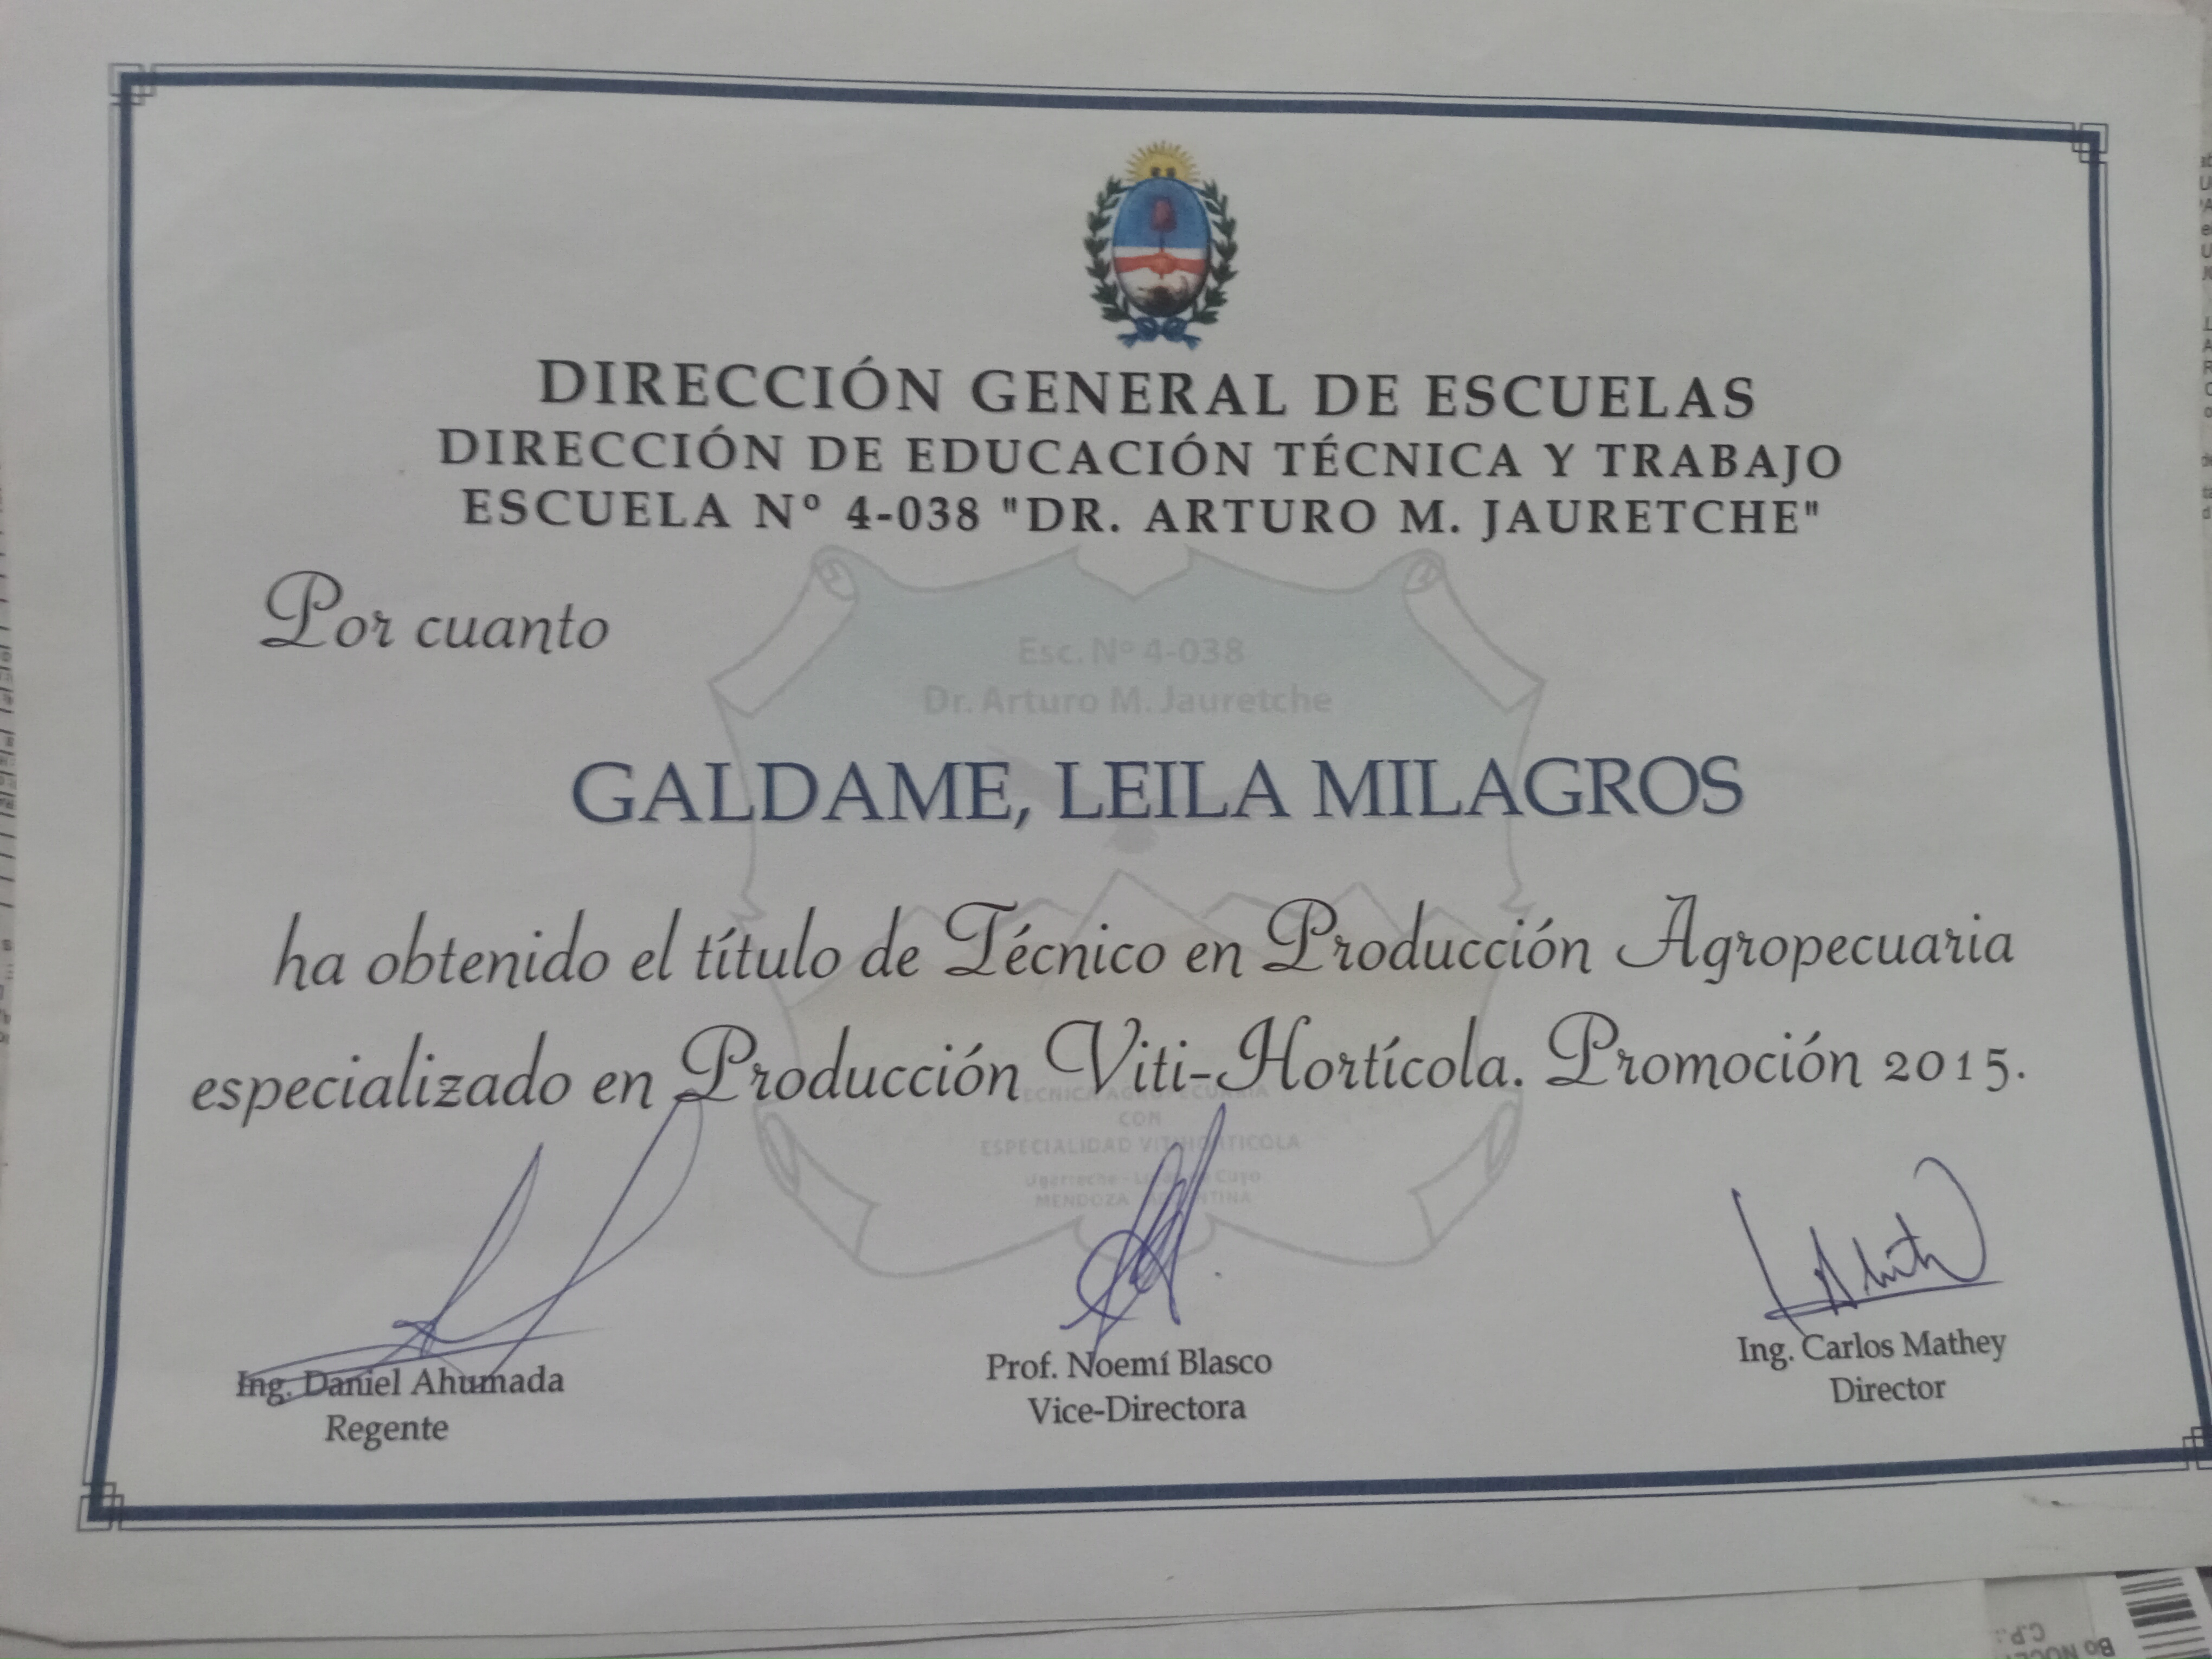 DIRECCIÓN GENERAL DE ESCUELAS
DIRECCIÓN DE EDUCACIÓN TÉCNICA Y TRABAJO
ESCUELA Nº 4-038 "DR. ARTURO M. JAURETCHE"
Por cuanto
Esc. Nº 4-038
Dr. Arturo M. Jauretche
GALDAME, LEILA MILAGROS
ha obtenido el título de Técnico en Producción Agropecuaria
especializado en Producción Viti-Hortícola. Promoción 2015.
CON
ESPECIALIDAD
MENDOZA
Ing. Daniel Ahumada
Regente
Prof. Noemí Blasco
Vice-Directora
Ing. Carlos Mathey
Director
C.P.: